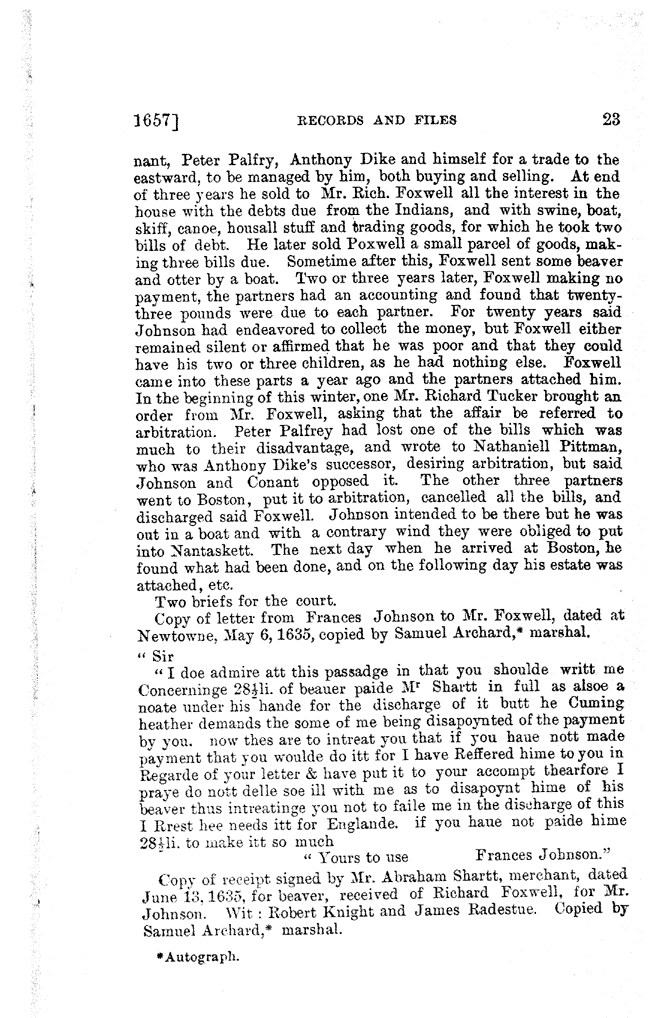 1657] RECORDS AND FILES 23
nant, Peter Palfry, Anthony Dike and himself for a trade to the
eastward, to be managed by him, both buying and selling. At end
of three years he sold to Mr. Rich. Foxwell all the interest in the
house with the debts due from the Indians, and with swine, boat,
skiff, canoe, housall stuff and trading goods, for which he took two
bills of debt. He later sold Poxwell a small parcel of goods, mak-
ing three bills due. Sometime after this, Foxwell sent some beaver
and otter by a boat. Two or three years later, Foxwell making no
payment, the partners had an accounting and found that twenty-
three pounds were due to each partner. For twenty years said
Johnson had endeavored to collect the money, but Foxwell either
remained silent or affirmed that he was poor and that they could
have his two or three children, as he had nothing else. Foxwell
came into these parts a year ago and the partners attached him.
In the beginning of this winter, one Mr. Richard Tucker brought an
order from Mr. Foxwell, asking that the affair be referred to
arbitration. Peter Palfrey had lost one of the bills which was
much to their disadvantage, and wrote to Nathaniell Pittman,
who was Anthony Dike's successor, desiring arbitration, but said
Johnson and Conant opposed it. The other three partners
went to Boston, put it to arbitration, cancelled all the bills, and
discharged said Foxwell. Johnson intended to be there but he was
out in a boat and with a contrary wind they were obliged to put
into Nantaskett. The next day when he arrived at Boston, he
found what had been done, and on the following day his estate was
attached, etc.
Two briefs for the court.
Copy of letter from Frances Johnson to Mr. Foxwell, dated at
Newtowne, May 6, 1635, copied by Samuel Archard,* marshal.
" Sir
" I doe admire att this passadge in that you shoulde writt me
Concerninge 28½li. of beauer paide Mr Shartt in full as alsoe a
noate under his hande for the discharge of it butt he Cuming
heather demands the some of me being disapoynted of the payment
by you. now thes are to intreat you that if you haue nott made
payment that you woulde do itt for I have Reffered hime to you in
Regarde of your letter & have put it to your accompt thearfore I
praye do nott delle soe ill with me as to disapoynt hime of his
beaver thus intreatinge you not to faile me in the discharge of this
I Rrest hee needs itt for Englande. if you haue not paide hime
28½li. to make itt so much
" Yours to use Frances Johnson."
Copy of receipt signed by Mr. Abraham Shartt, merchant, dated
June 13, 1635, for beaver, received of Richard Foxwell, for Mr.
Johnson. Wit : Robert Knight and James Radestue. Copied by
Samuel Archard,* marshal.
*Autograph.